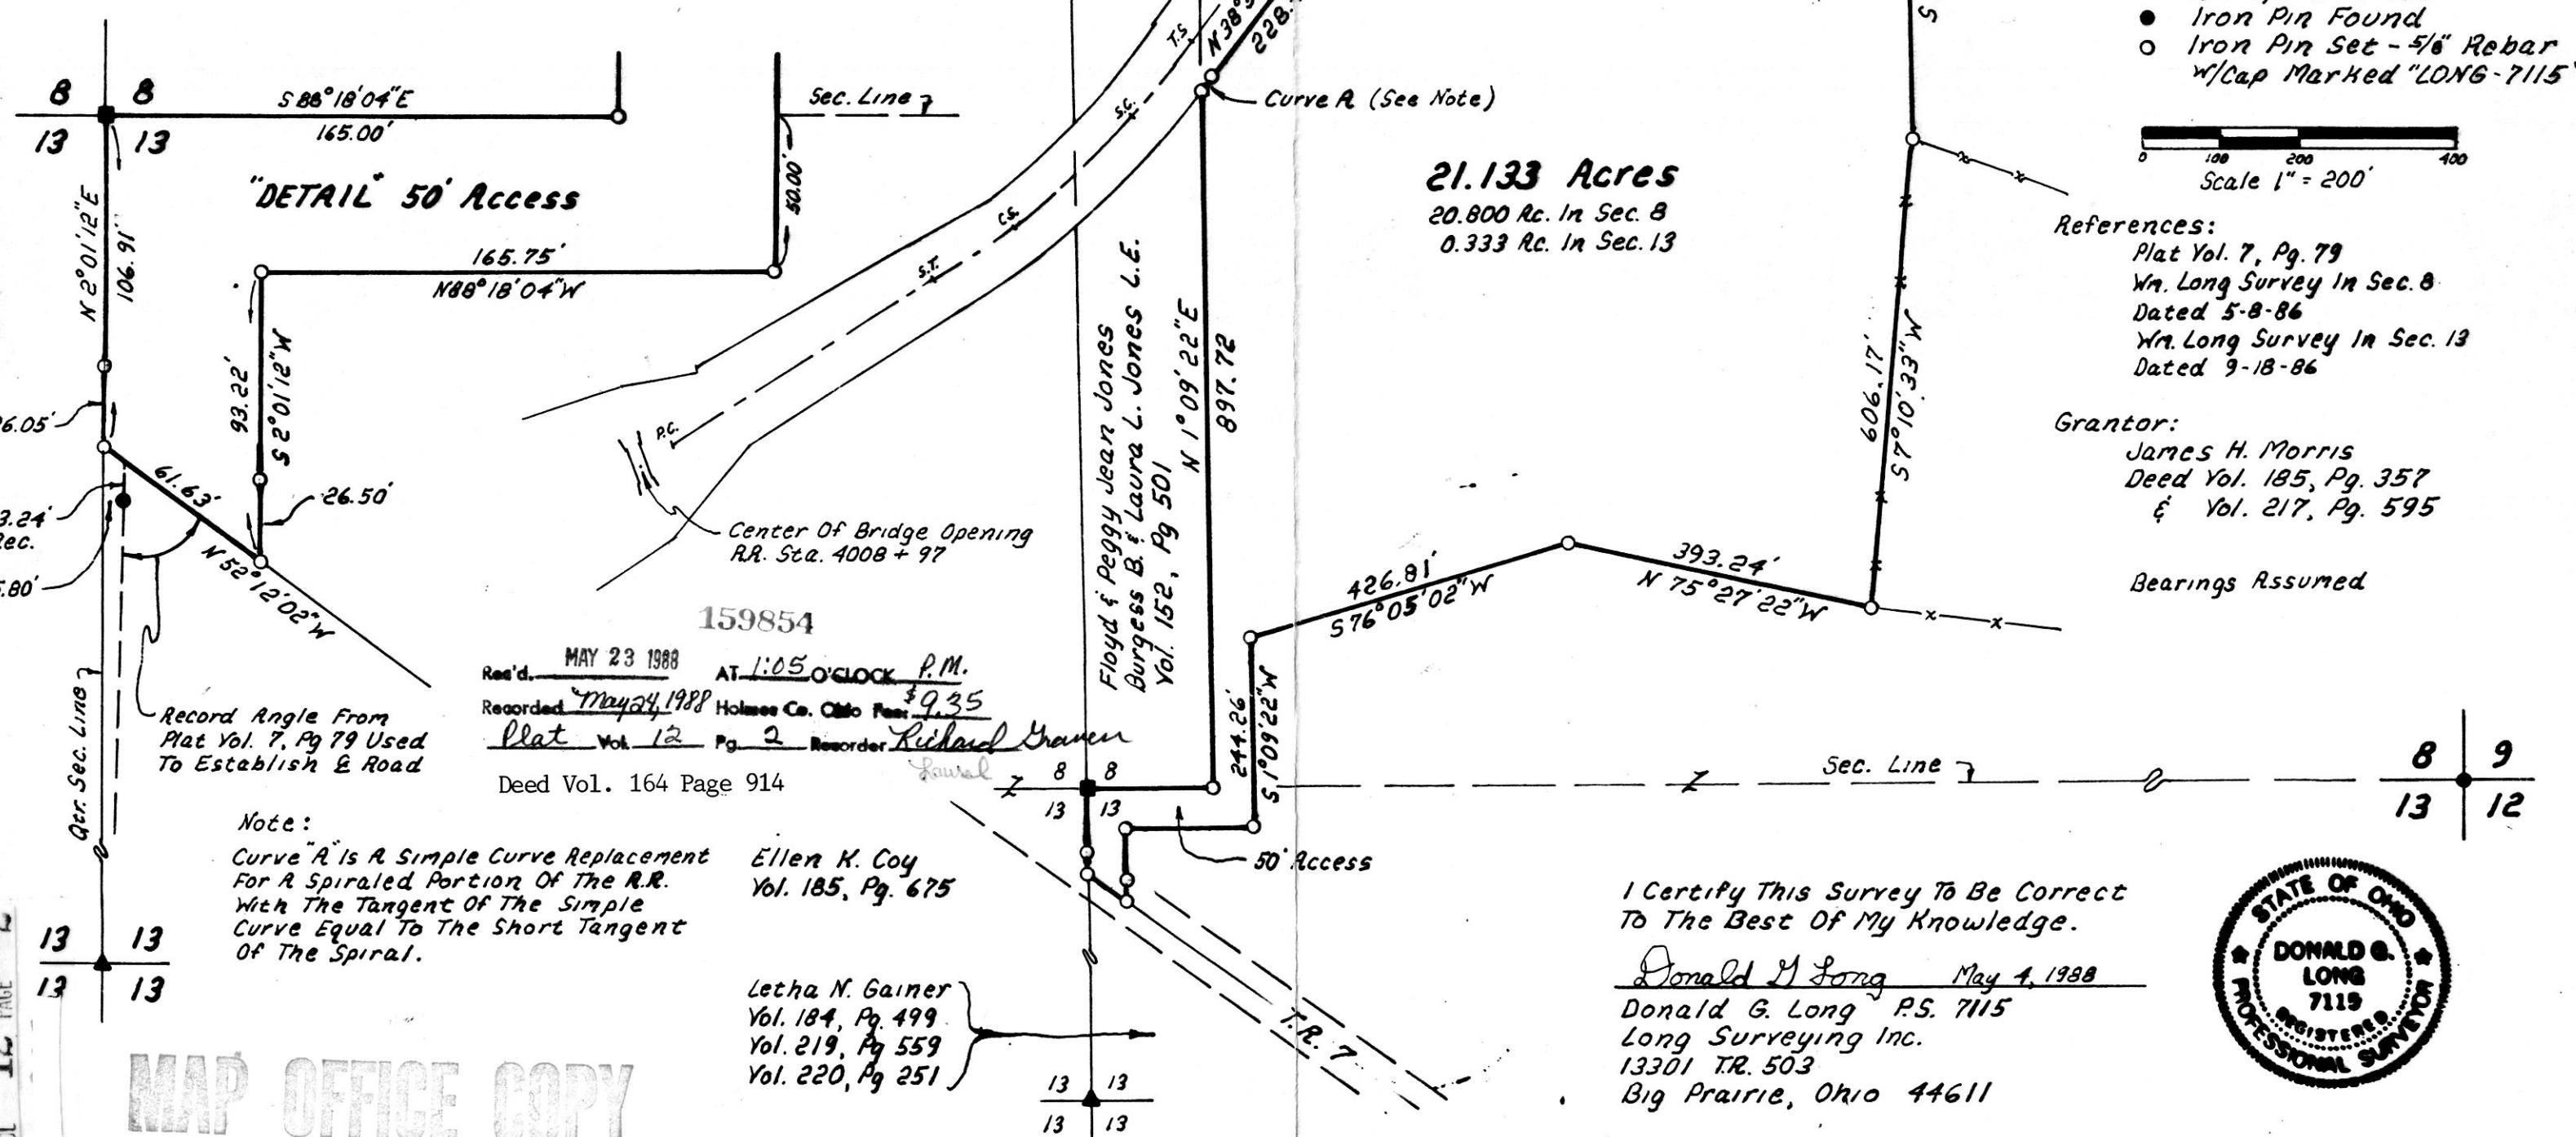 Iron Pin Found
Iron Pin Set - 5/8" Rebar
W/Cap Marked "LONG-7115"
0 100 200 400
Scale 1" = 200'
References:
Plat Vol. 7, Pg. 79
Wm. Long Survey In Sec. 8
Dated 5-8-86
Wm. Long Survey In Sec. 13
Dated 9-18-86
Grantor:
James H. Morris
Deed Vol. 185, Pg. 357
& Vol. 217, Pg. 595
Bearings Assumed
8 8
13 13
S 88° 18' 04" E
165.00'
Sec. Line
"DETAIL" 50' Access
50.00'
165.75'
N 88° 18' 04" W
N 2° 01' 12" E
106.91'
93.22'
S 2° 01' 12" W
61.63'
26.50'
N 52° 12' 02" W
Qtr. Sec. Line
Record Angle From
Plat Vol. 7, Pg 79 Used
To Establish ℄ Road
T.S.
S.C.
C.S.
S.T.
P.C.
228.
Curve A (See Note)
21.133 Acres
20.800 Ac. In Sec. 8
0.333 Ac. In Sec. 13
Center Of Bridge Opening
R.R. Sta. 4008 + 97
Floyd & Peggy Jean Jones
Burgess B. & Laura L. Jones L.E.
Vol. 152, Pg 501
N 1° 09' 22" E
897.72
606.17'
S 7° 10' 33" W
426.81'
S 76° 05' 02" W
393.24'
N 75° 27' 22" W
244.26'
S 1° 09' 22" W
159854
Rec'd. MAY 23 1988 AT 1:05 O'CLOCK P.M.
Recorded May 24, 1988 Holmes Co. Ohio Fee: $9.35
Plat Vol. 12 Pg. 2 Recorder Richard Graven
Laurel
Deed Vol. 164 Page 914
8 8
13 13
Sec. Line
8 9
13 12
50' Access
Note:
Curve "A" Is A Simple Curve Replacement
For A Spiraled Portion Of The R.R.
With The Tangent Of The Simple
Curve Equal To The Short Tangent
Of The Spiral.
Ellen K. Coy
Vol. 185, Pg. 675
Letha N. Gainer
Vol. 184, Pg. 499
Vol. 219, Pg 559
Vol. 220, Pg 251
T.R. 7
13 13
13 13
13 13
13 13
I Certify This Survey To Be Correct
To The Best Of My Knowledge.
Donald G Long May 4, 1988
Donald G. Long P.S. 7115
Long Surveying Inc.
13301 T.R. 503
Big Prairie, Ohio 44611
STATE OF OHIO
DONALD G.
LONG
7115
REGISTERED
PROFESSIONAL SURVEYOR
MAP OFFICE COPY